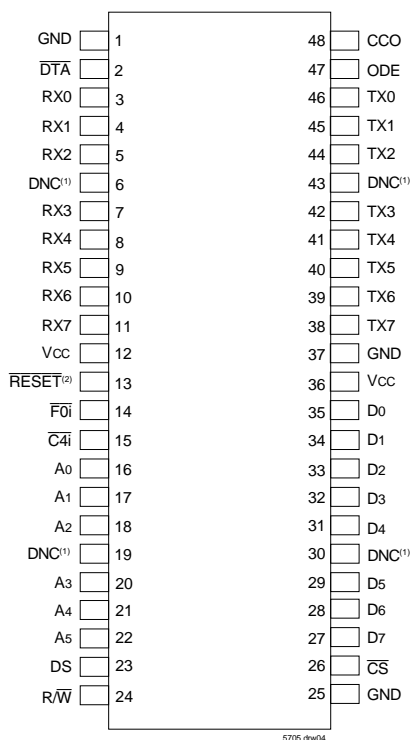 GND 1 48 CCO
D̅T̅A̅ 2 47 ODE
RX0 3 46 TX0
RX1 4 45 TX1
RX2 5 44 TX2
DNC(1) 6 43 DNC(1)
RX3 7 42 TX3
RX4 8 41 TX4
RX5 9 40 TX5
RX6 10 39 TX6
RX7 11 38 TX7
VCC 12 37 GND
R̅E̅S̅E̅T̅(2) 13 36 VCC
F̅0̅i̅ 14 35 D0
C̅4̅i̅ 15 34 D1
A0 16 33 D2
A1 17 32 D3
A2 18 31 D4
DNC(1) 19 30 DNC(1)
A3 20 29 D5
A4 21 28 D6
A5 22 27 D7
DS 23 26 C̅S̅
R/W̅ 24 25 GND
5705 drw04